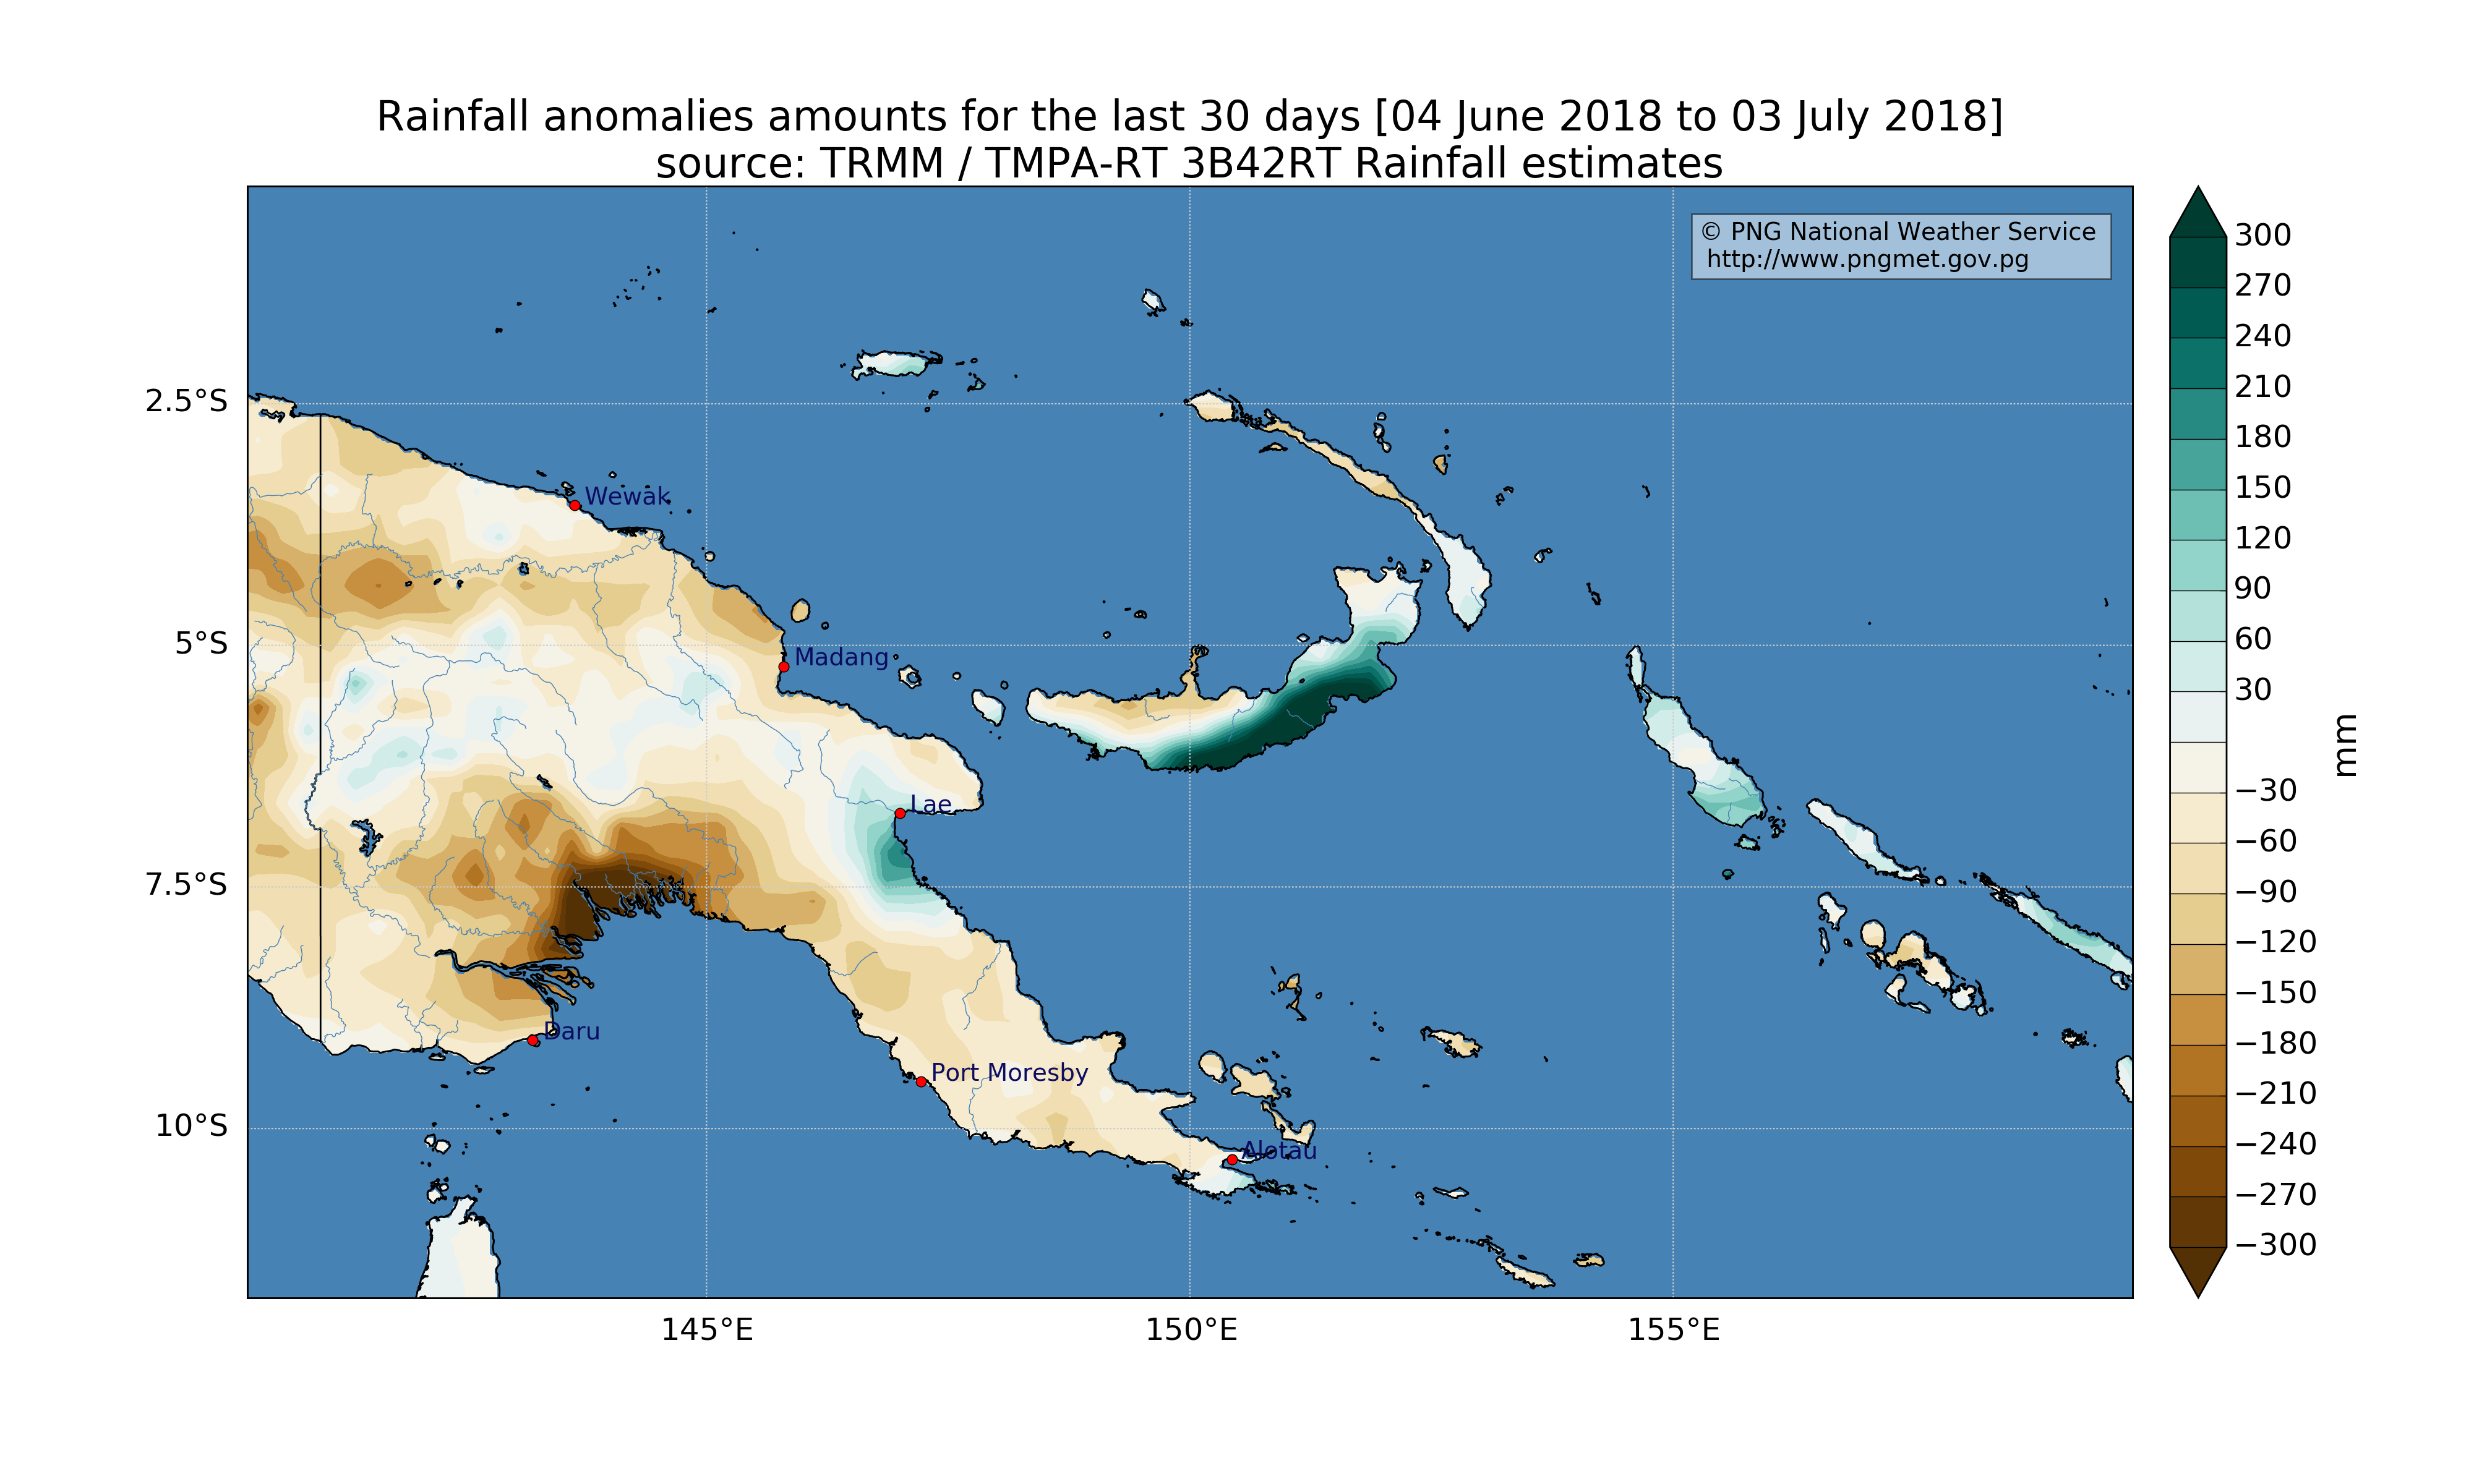 Rainfall anomalies amounts for the last 30 days [04 June 2018 to 03 July 2018]
source: TRMM / TMPA-RT 3B42RT Rainfall estimates
© PNG National Weather Service
http://www.pngmet.gov.pg
2.5°S
5°S
7.5°S
10°S
145°E
150°E
155°E
Wewak
Madang
Lae
Daru
Port Moresby
Alotau
300
270
240
210
180
150
120
90
60
30
−30
−60
−90
−120
−150
−180
−210
−240
−270
−300
mm